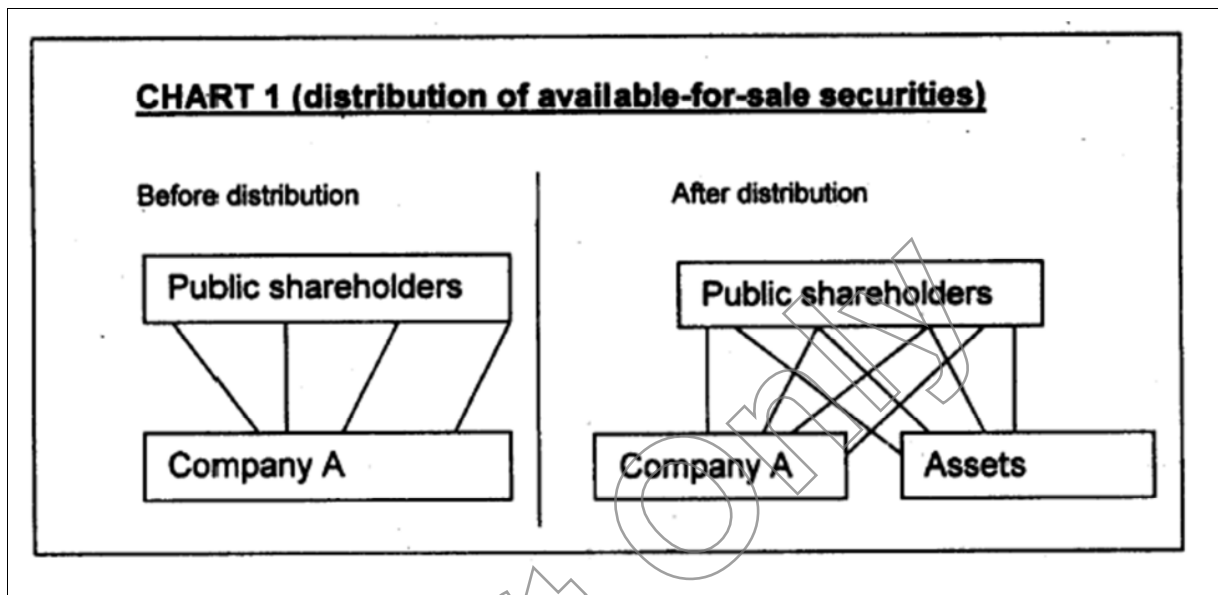 CHART 1 (distribution of available-for-sale securities)
Before distribution
After distribution
Public shareholders
Public shareholders
Company A
Company A
Assets
only